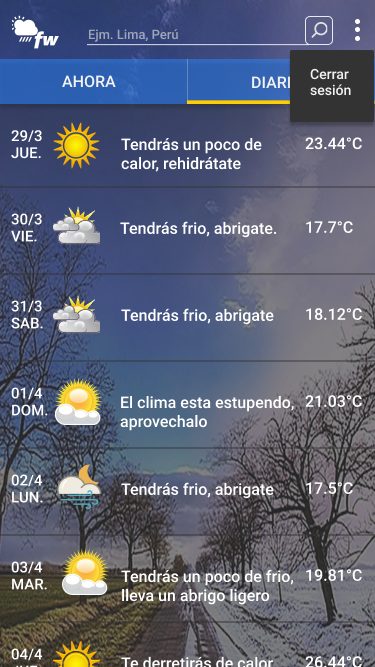 fw
Ejm. Lima, Perú
Cerrar
sesión
AHORA
DIARI
29/3
JUE.
Tendrás un poco de
calor, rehidrátate
23.44°C
30/3
VIE.
Tendrás frio, abrigate.
17.7°C
31/3
SAB.
Tendrás frio, abrigate
18.12°C
01/4
DOM.
El clima esta estupendo,
aprovechalo
21.03°C
02/4
LUN.
Tendrás frio, abrigate
17.5°C
03/4
MAR.
Tendrás un poco de frio,
lleva un abrigo ligero
19.81°C
04/4
Te derretirás de calor
26.44°C